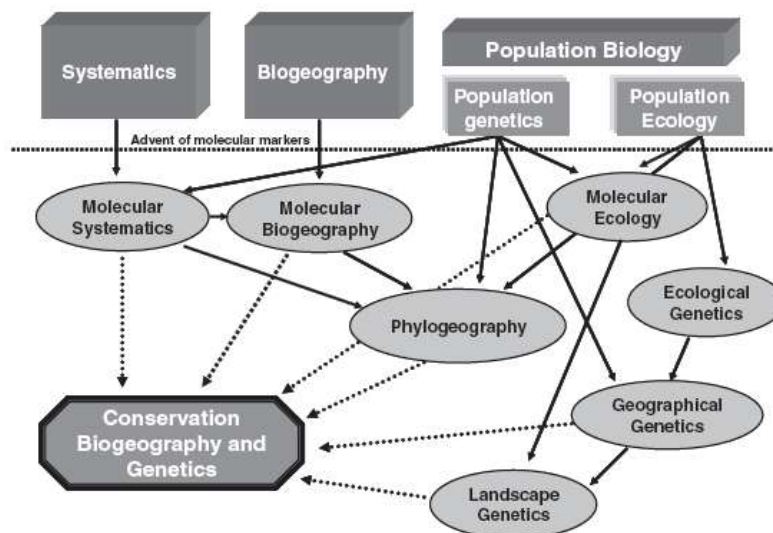 Systematics
Biogeography
Population Biology
Population
genetics
Population
Ecology
Advent of molecular markers
Molecular
Systematics
Molecular
Biogeography
Molecular
Ecology
Phylogeography
Ecological
Genetics
Conservation
Biogeography and
Genetics
Geographical
Genetics
Landscape
Genetics